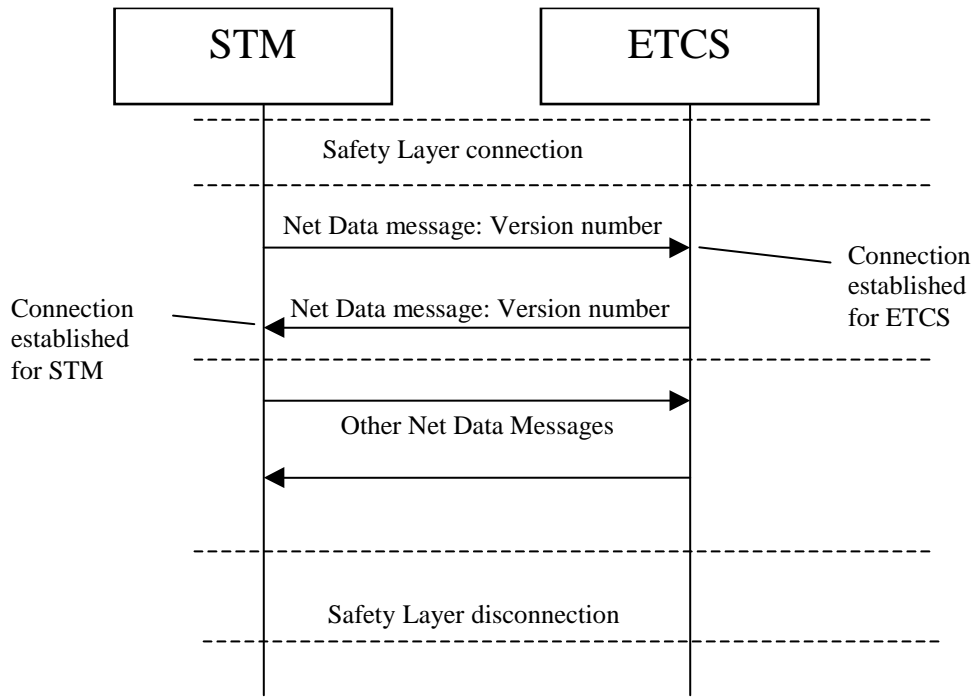 STM
ETCS
Safety Layer connection
Net Data message: Version number
Connection
established
for ETCS
Net Data message: Version number
Connection
established
for STM
Other Net Data Messages
Safety Layer disconnection